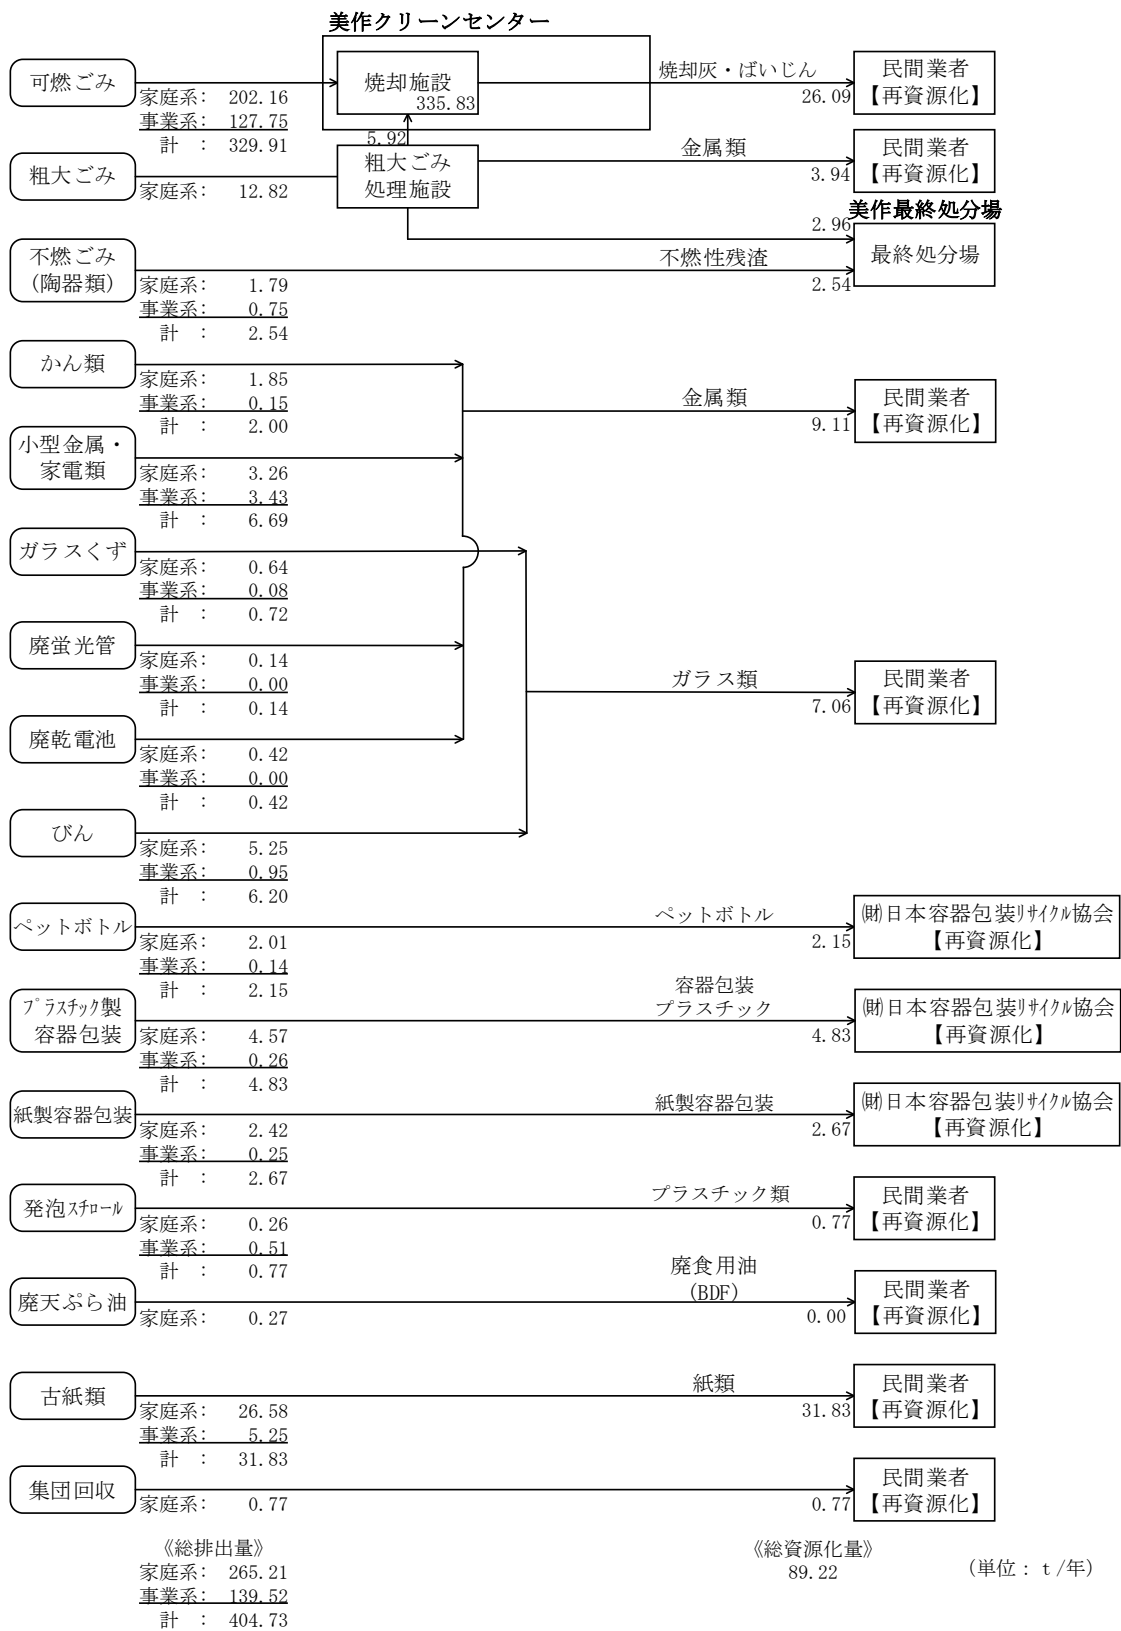 美作クリーンセンター
可燃ごみ
家庭系: 202.16
事業系: 127.75
計 : 329.91
焼却施設
335.83
焼却灰・ばいじん
26.09
民間業者
【再資源化】
5.92
粗大ごみ
家庭系: 12.82
粗大ごみ
処理施設
金属類
3.94
民間業者
【再資源化】
美作最終処分場
2.96
最終処分場
不燃ごみ
(陶器類)
家庭系: 1.79
事業系: 0.75
計 : 2.54
不燃性残渣
2.54
かん類
家庭系: 1.85
事業系: 0.15
計 : 2.00
金属類
9.11
民間業者
【再資源化】
小型金属・
家電類
家庭系: 3.26
事業系: 3.43
計 : 6.69
ガラスくず
家庭系: 0.64
事業系: 0.08
計 : 0.72
廃蛍光管
家庭系: 0.14
事業系: 0.00
計 : 0.14
ガラス類
7.06
民間業者
【再資源化】
廃乾電池
家庭系: 0.42
事業系: 0.00
計 : 0.42
びん
家庭系: 5.25
事業系: 0.95
計 : 6.20
ペットボトル
家庭系: 2.01
事業系: 0.14
計 : 2.15
ペットボトル
2.15
㈶日本容器包装ﾘｻｲｸﾙ協会
【再資源化】
ﾌﾟﾗｽﾁｯｸ製
容器包装
家庭系: 4.57
事業系: 0.26
計 : 4.83
容器包装
プラスチック
4.83
㈶日本容器包装ﾘｻｲｸﾙ協会
【再資源化】
紙製容器包装
家庭系: 2.42
事業系: 0.25
計 : 2.67
紙製容器包装
2.67
㈶日本容器包装ﾘｻｲｸﾙ協会
【再資源化】
発泡ｽﾁﾛｰﾙ
家庭系: 0.26
事業系: 0.51
計 : 0.77
プラスチック類
0.77
民間業者
【再資源化】
廃天ぷら油
家庭系: 0.27
廃食用油
(BDF)
0.00
民間業者
【再資源化】
古紙類
家庭系: 26.58
事業系: 5.25
計 : 31.83
紙類
31.83
民間業者
【再資源化】
集団回収
家庭系: 0.77
0.77
民間業者
【再資源化】
《総排出量》
家庭系: 265.21
事業系: 139.52
計 : 404.73
《総資源化量》
89.22
(単位：ｔ/年)